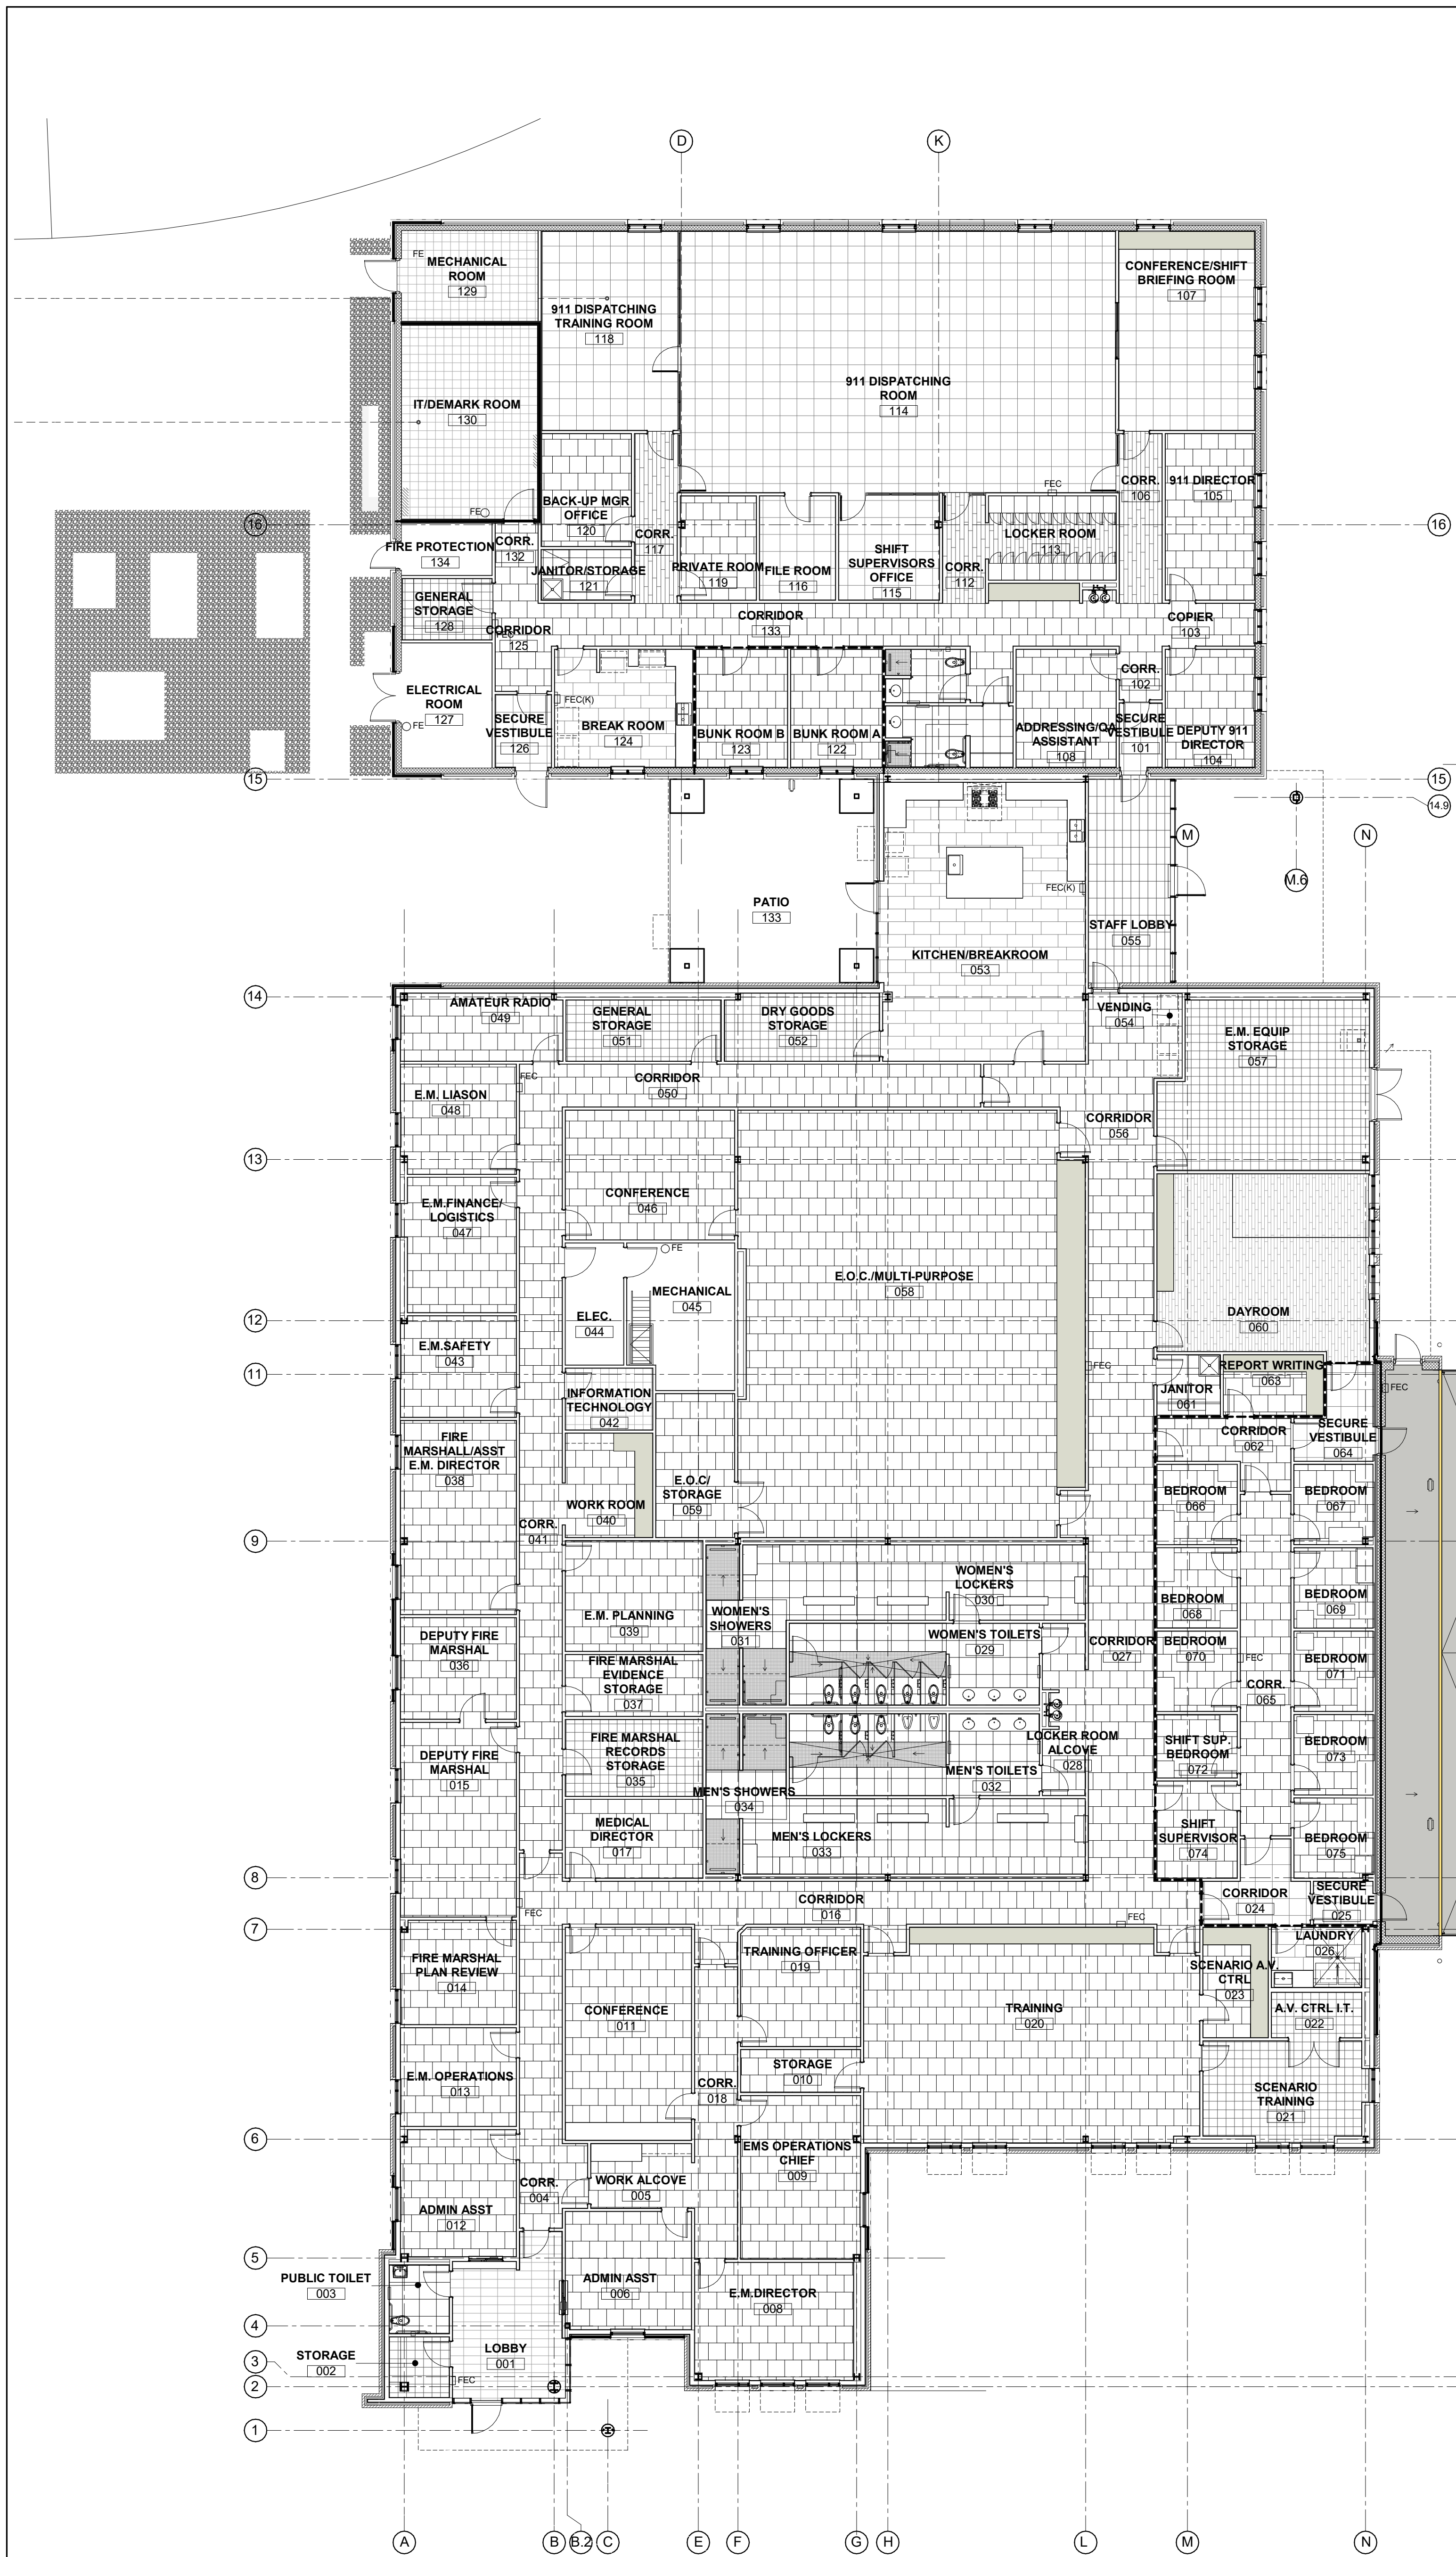 D
K
FE
MECHANICAL
ROOM
129
911 DISPATCHING
TRAINING ROOM
118
CONFERENCE/SHIFT
BRIEFING ROOM
107
911 DISPATCHING
ROOM
114
IT/DEMARK ROOM
130
FE
BACK-UP MGR
OFFICE
120
CORR.
117
FEC
CORR.
106
911 DIRECTOR
105
16
16
CORR.
132
FIRE PROTECTION
134
JANITOR/STORAGE
121
PRIVATE ROOM
119
FILE ROOM
116
SHIFT
SUPERVISORS
OFFICE
115
CORR.
112
LOCKER ROOM
113
GENERAL
STORAGE
128
FEC
CORRIDOR
125
CORRIDOR
133
COPIER
103
CORR.
102
ELECTRICAL
ROOM
127
FE
SECURE
VESTIBULE
126
FEC(K)
BREAK ROOM
124
BUNK ROOM B
123
BUNK ROOM A
122
ADDRESSING/QA
ASSISTANT
108
SECURE
VESTIBULE
101
DEPUTY 911
DIRECTOR
104
15
15
14.9
M
N
M.6
FEC(K)
PATIO
133
STAFF LOBBY
055
KITCHEN/BREAKROOM
053
14
AMATEUR RADIO
049
GENERAL
STORAGE
051
DRY GOODS
STORAGE
052
VENDING
054
E.M. EQUIP
STORAGE
057
FEC
CORRIDOR
050
E.M. LIASON
048
CORRIDOR
056
13
E.M.FINANCE/
LOGISTICS
047
CONFERENCE
046
FE
MECHANICAL
045
E.O.C./MULTI-PURPOSE
058
ELEC.
044
DAYROOM
060
12
E.M.SAFETY
043
11
FEC
REPORT WRITING
063
JANITOR
061
FEC
INFORMATION
TECHNOLOGY
042
FIRE
MARSHALL/ASST
E.M. DIRECTOR
038
CORRIDOR
062
SECURE
VESTIBULE
064
E.O.C/
STORAGE
059
WORK ROOM
040
CORR.
041
BEDROOM
066
BEDROOM
067
9
WOMEN'S
LOCKERS
030
BEDROOM
068
BEDROOM
069
E.M. PLANNING
039
WOMEN'S
SHOWERS
031
WOMEN'S TOILETS
029
CORRIDOR
027
DEPUTY FIRE
MARSHAL
036
FIRE MARSHAL
EVIDENCE
STORAGE
037
BEDROOM
070
FEC
BEDROOM
071
CORR.
065
FIRE MARSHAL
RECORDS
STORAGE
035
LOCKER ROOM
ALCOVE
028
SHIFT SUP.
BEDROOM
072
BEDROOM
073
DEPUTY FIRE
MARSHAL
015
MEN'S TOILETS
032
MEN'S SHOWERS
034
MEDICAL
DIRECTOR
017
MEN'S LOCKERS
033
SHIFT
SUPERVISOR
074
BEDROOM
075
8
CORRIDOR
016
CORRIDOR
024
SECURE
VESTIBULE
025
FEC
FEC
7
FIRE MARSHAL
PLAN REVIEW
014
TRAINING OFFICER
019
LAUNDRY
026
SCENARIO A.V.
CTRL
023
CONFERENCE
011
TRAINING
020
A.V. CTRL I.T.
022
E.M. OPERATIONS
013
STORAGE
010
CORR.
018
SCENARIO
TRAINING
021
6
EMS OPERATIONS
CHIEF
009
CORR.
004
WORK ALCOVE
005
ADMIN ASST
012
5
PUBLIC TOILET
003
ADMIN ASST
006
E.M.DIRECTOR
008
4
STORAGE
002
LOBBY
001
3
2
FEC
1
A
B
B.2
C
E
F
G
H
L
M
N